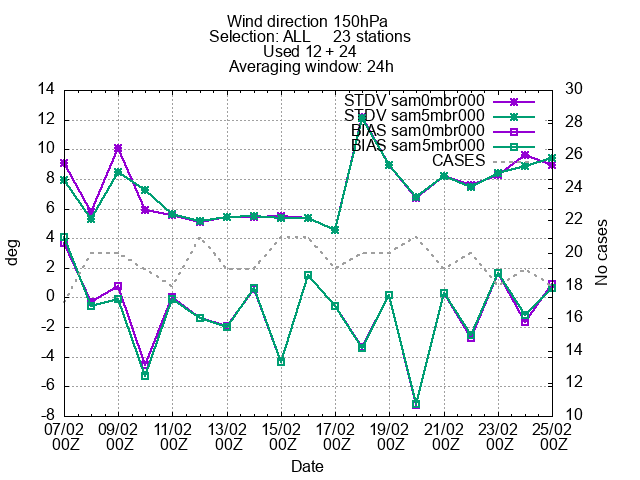 Wind direction 150hPa
Selection: ALL 23 stations
Used 12 + 24
Averaging window: 24h
14 30
12 28
10 26
8 24
6 22
4 20
2 18
0 16
-2 14
-4 12
-6 10
-8
STDV sam0mbr000
STDV sam5mbr000
BIAS sam0mbr000
BIAS sam5mbr000
CASES
deg
No cases
07/02 09/02 11/02 13/02 15/02 17/02 19/02 21/02 23/02 25/02
00Z 00Z 00Z 00Z 00Z 00Z 00Z 00Z 00Z 00Z
Date